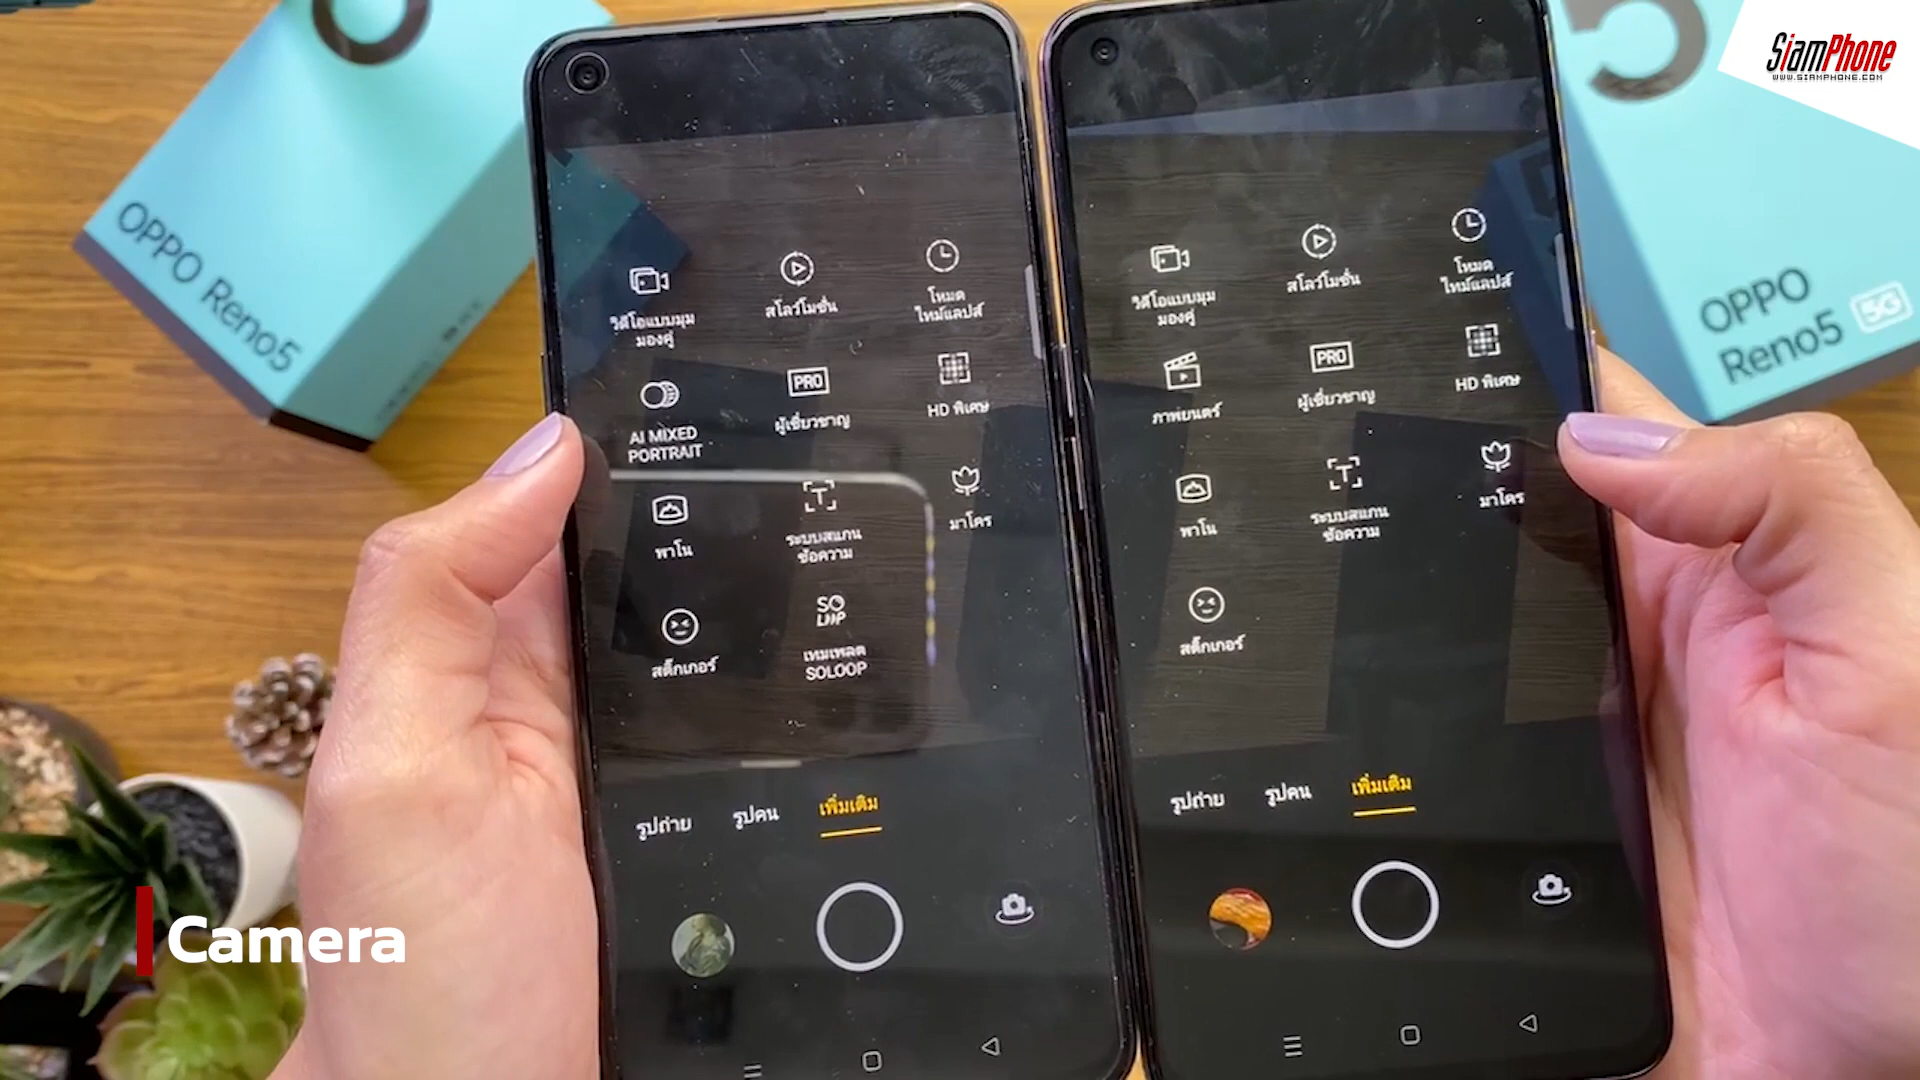 SiamPhone
WWW.SIAMPHONE.COM
OPPO Reno5
OPPO
Reno5 5G
วิดีโอแบบมุม
มองคู่
สโลว์โมชั่น
โหมด
ไทม์แลปส์
AI MIXED
PORTRAIT
PRO
ผู้เชี่ยวชาญ
HD พิเศษ
พาโน
T
ระบบสแกน
ข้อความ
มาโคร
สติ๊กเกอร์
SO
LOOP
เทมเพลต
SOLOOP
รูปถ่าย
รูปคน
เพิ่มเติม
วิดีโอแบบมุม
มองคู่
สโลว์โมชั่น
โหมด
ไทม์แลปส์
ภาพยนตร์
PRO
ผู้เชี่ยวชาญ
HD พิเศษ
พาโน
T
ระบบสแกน
ข้อความ
มาโคร
สติ๊กเกอร์
รูปถ่าย
รูปคน
เพิ่มเติม
Camera